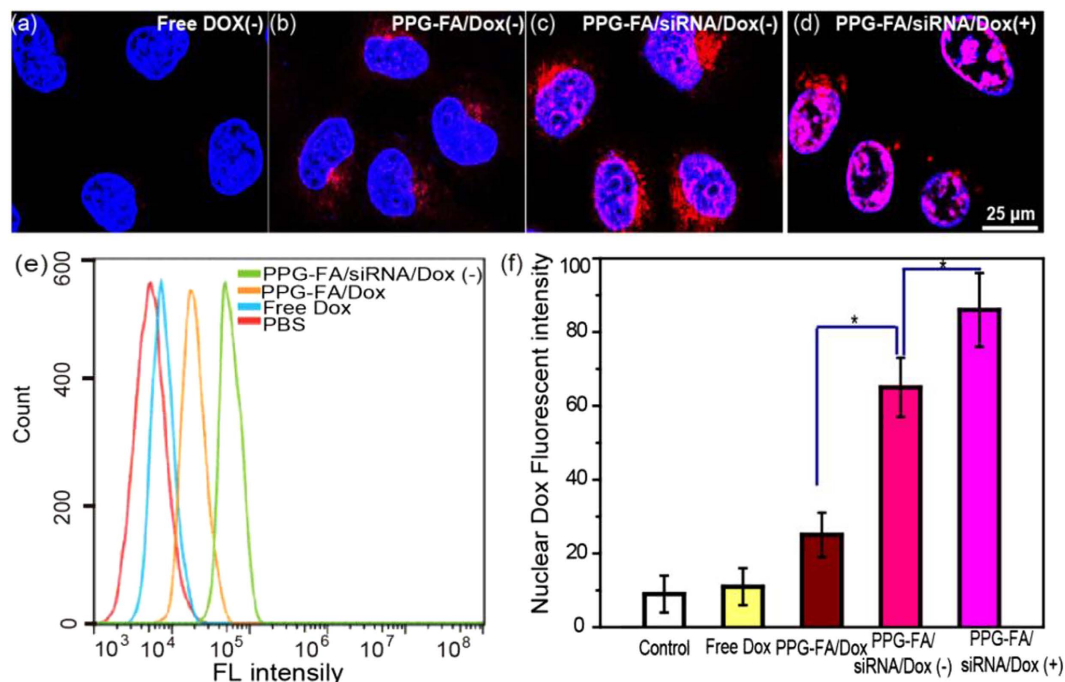 (a) Free DOX(-)
(b) PPG-FA/Dox(-)
(c) PPG-FA/siRNA/Dox(-)
(d) PPG-FA/siRNA/Dox(+)
25 µm
(e)
600
400
200
0
Count
PPG-FA/siRNA/Dox (-)
PPG-FA/Dox
Free Dox
PBS
10³ 10⁴ 10⁵ 10⁶ 10⁷ 10⁸
FL intensily
(f)
100
80
60
40
20
0
Nuclear Dox Fluorescent intensity
*
*
Control
Free Dox
PPG-FA/Dox
PPG-FA/
siRNA/Dox (-)
PPG-FA/
siRNA/Dox (+)